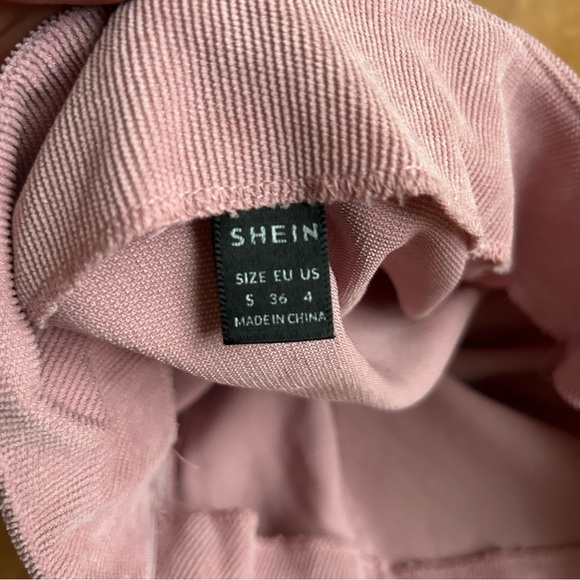 SHEIN
SIZE EU US
S 36 4
MADE IN CHINA